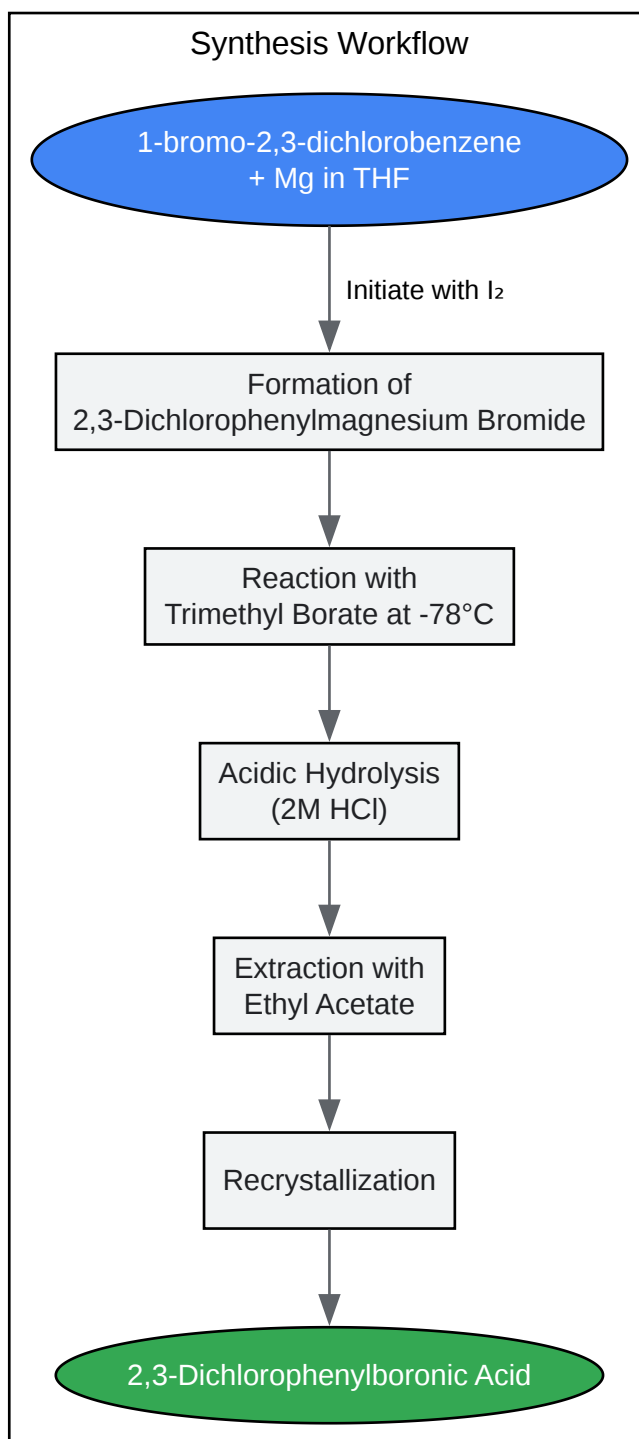 Synthesis Workflow
1-bromo-2,3-dichlorobenzene
+ Mg in THF
Initiate with I₂
Formation of
2,3-Dichlorophenylmagnesium Bromide
Reaction with
Trimethyl Borate at -78°C
Acidic Hydrolysis
(2M HCl)
Extraction with
Ethyl Acetate
Recrystallization
2,3-Dichlorophenylboronic Acid